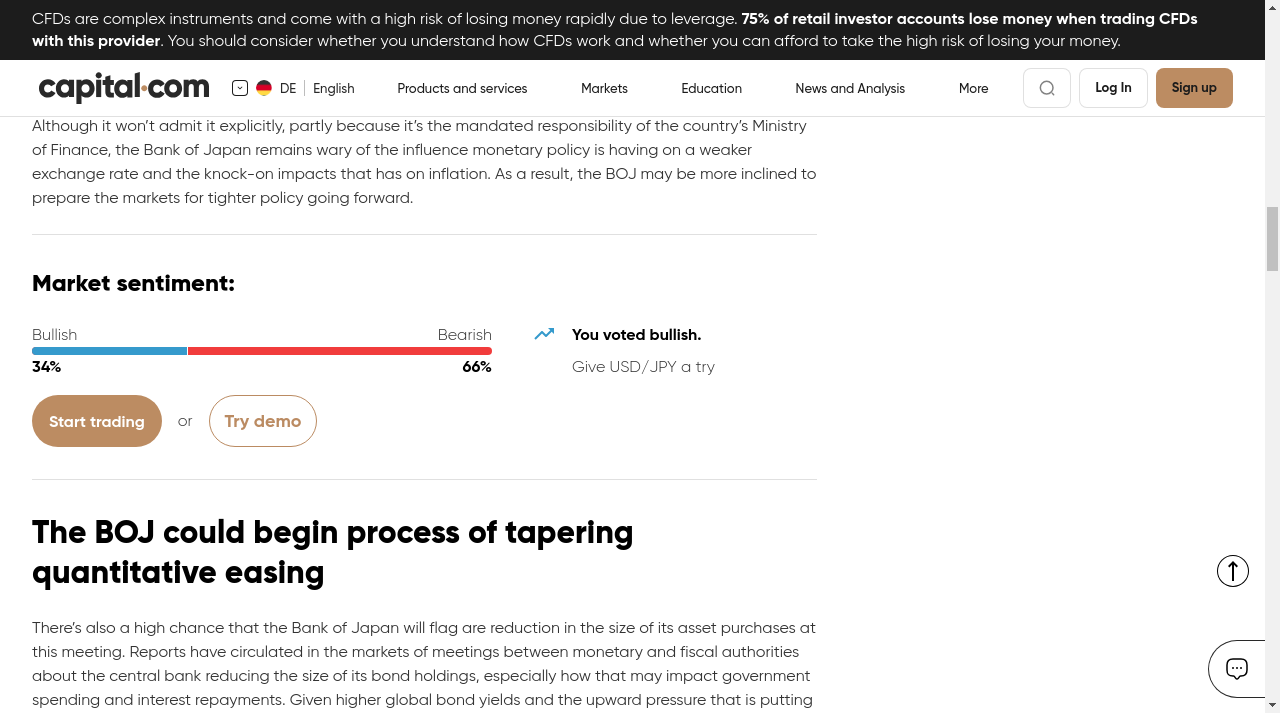 CFDs are complex instruments and come with a high risk of losing money rapidly due to leverage. 75% of retail investor accounts lose money when trading CFDs
with this provider. You should consider whether you understand how CFDs work and whether you can afford to take the high risk of losing your money.
capital.com DE English Products and services Markets Education News and Analysis More Log In Sign up
Although it won’t admit it explicitly, partly because it’s the mandated responsibility of the country’s Ministry
of Finance, the Bank of Japan remains wary of the influence monetary policy is having on a weaker
exchange rate and the knock-on impacts that has on inflation. As a result, the BOJ may be more inclined to
prepare the markets for tighter policy going forward.
Market sentiment:
Bullish Bearish You voted bullish.
34% 66% Give USD/JPY a try
Start trading or Try demo
The BOJ could begin process of tapering
quantitative easing
There’s also a high chance that the Bank of Japan will flag are reduction in the size of its asset purchases at
this meeting. Reports have circulated in the markets of meetings between monetary and fiscal authorities
about the central bank reducing the size of its bond holdings, especially how that may impact government
spending and interest repayments. Given higher global bond yields and the upward pressure that is putting